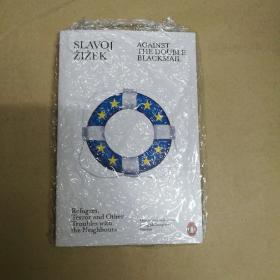 SLAVOJ
ŽIŽEK
AGAINST
THE DOUBLE
BLACKMAIL
Refugees,
Terror and Other
Troubles with
the Neighbours